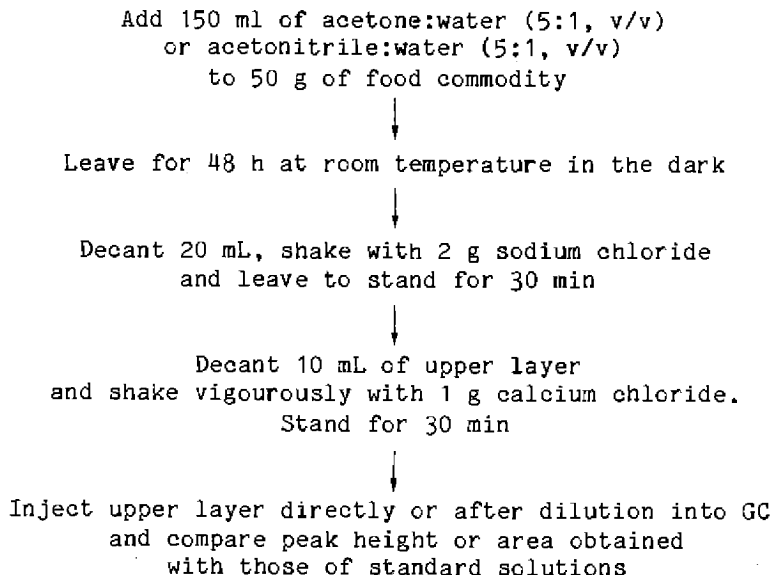 Add 150 ml of acetone:water (5:1, v/v)
or acetonitrile:water (5:1, v/v)
to 50 g of food commodity
Leave for 48 h at room temperature in the dark
Decant 20 mL, shake with 2 g sodium chloride
and leave to stand for 30 min
Decant 10 mL of upper layer
and shake vigourously with 1 g calcium chloride.
Stand for 30 min
Inject upper layer directly or after dilution into GC
and compare peak height or area obtained
with those of standard solutions